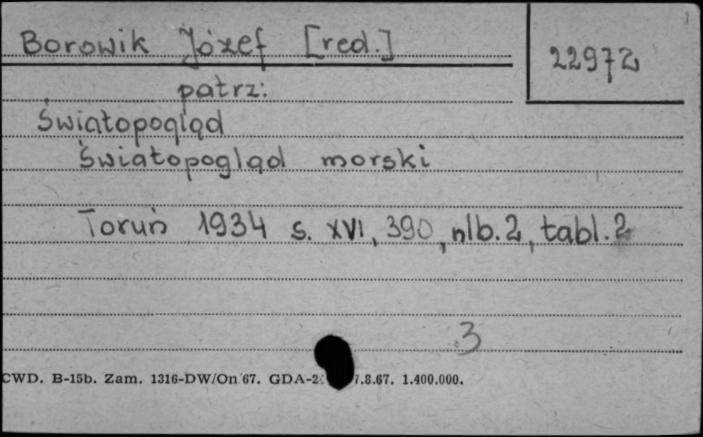 Borowik Józef [red.]
22972
patrz:
Światopogląd
Światopogląd morski
Toruń 1934 s. XVI, 390, nlb. 2, tabl. 2
3
CWD. B-15b. Zam. 1316-DW/On 67. GDA-2 7.8.67. 1.400.000.